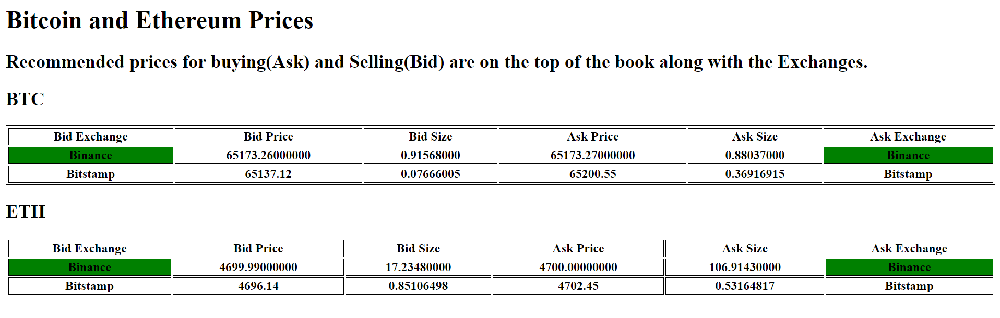 Bitcoin and Ethereum Prices
Recommended prices for buying(Ask) and Selling(Bid) are on the top of the book along with the Exchanges.
BTC
Bid Exchange Bid Price Bid Size Ask Price Ask Size Ask Exchange
Binance 65173.26000000 0.91568000 65173.27000000 0.88037000 Binance
Bitstamp 65137.12 0.07666005 65200.55 0.36916915 Bitstamp
ETH
Bid Exchange Bid Price Bid Size Ask Price Ask Size Ask Exchange
Binance 4699.99000000 17.23480000 4700.00000000 106.91430000 Binance
Bitstamp 4696.14 0.85106498 4702.45 0.53164817 Bitstamp